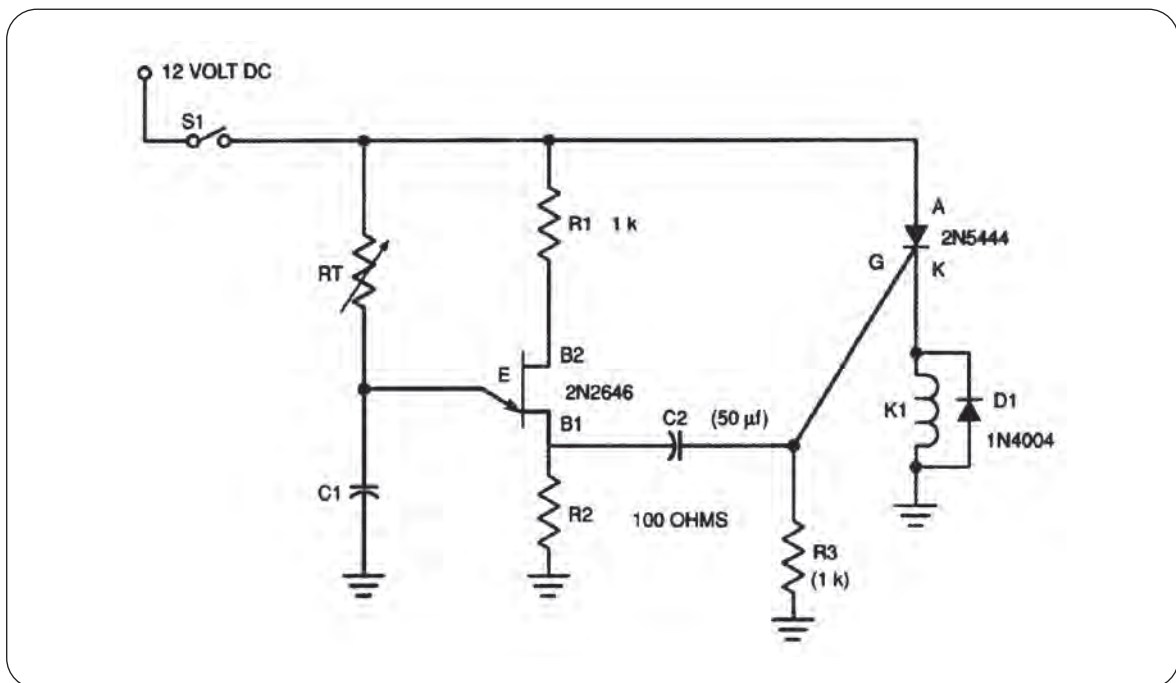 12 VOLT DC
S1
R1 1 k
A
2N5444
G
K
RT
B2
E
2N2646
B1
C2 (50 µf)
K1
D1
1N4004
C1
R2
100 OHMS
R3
(1 k)